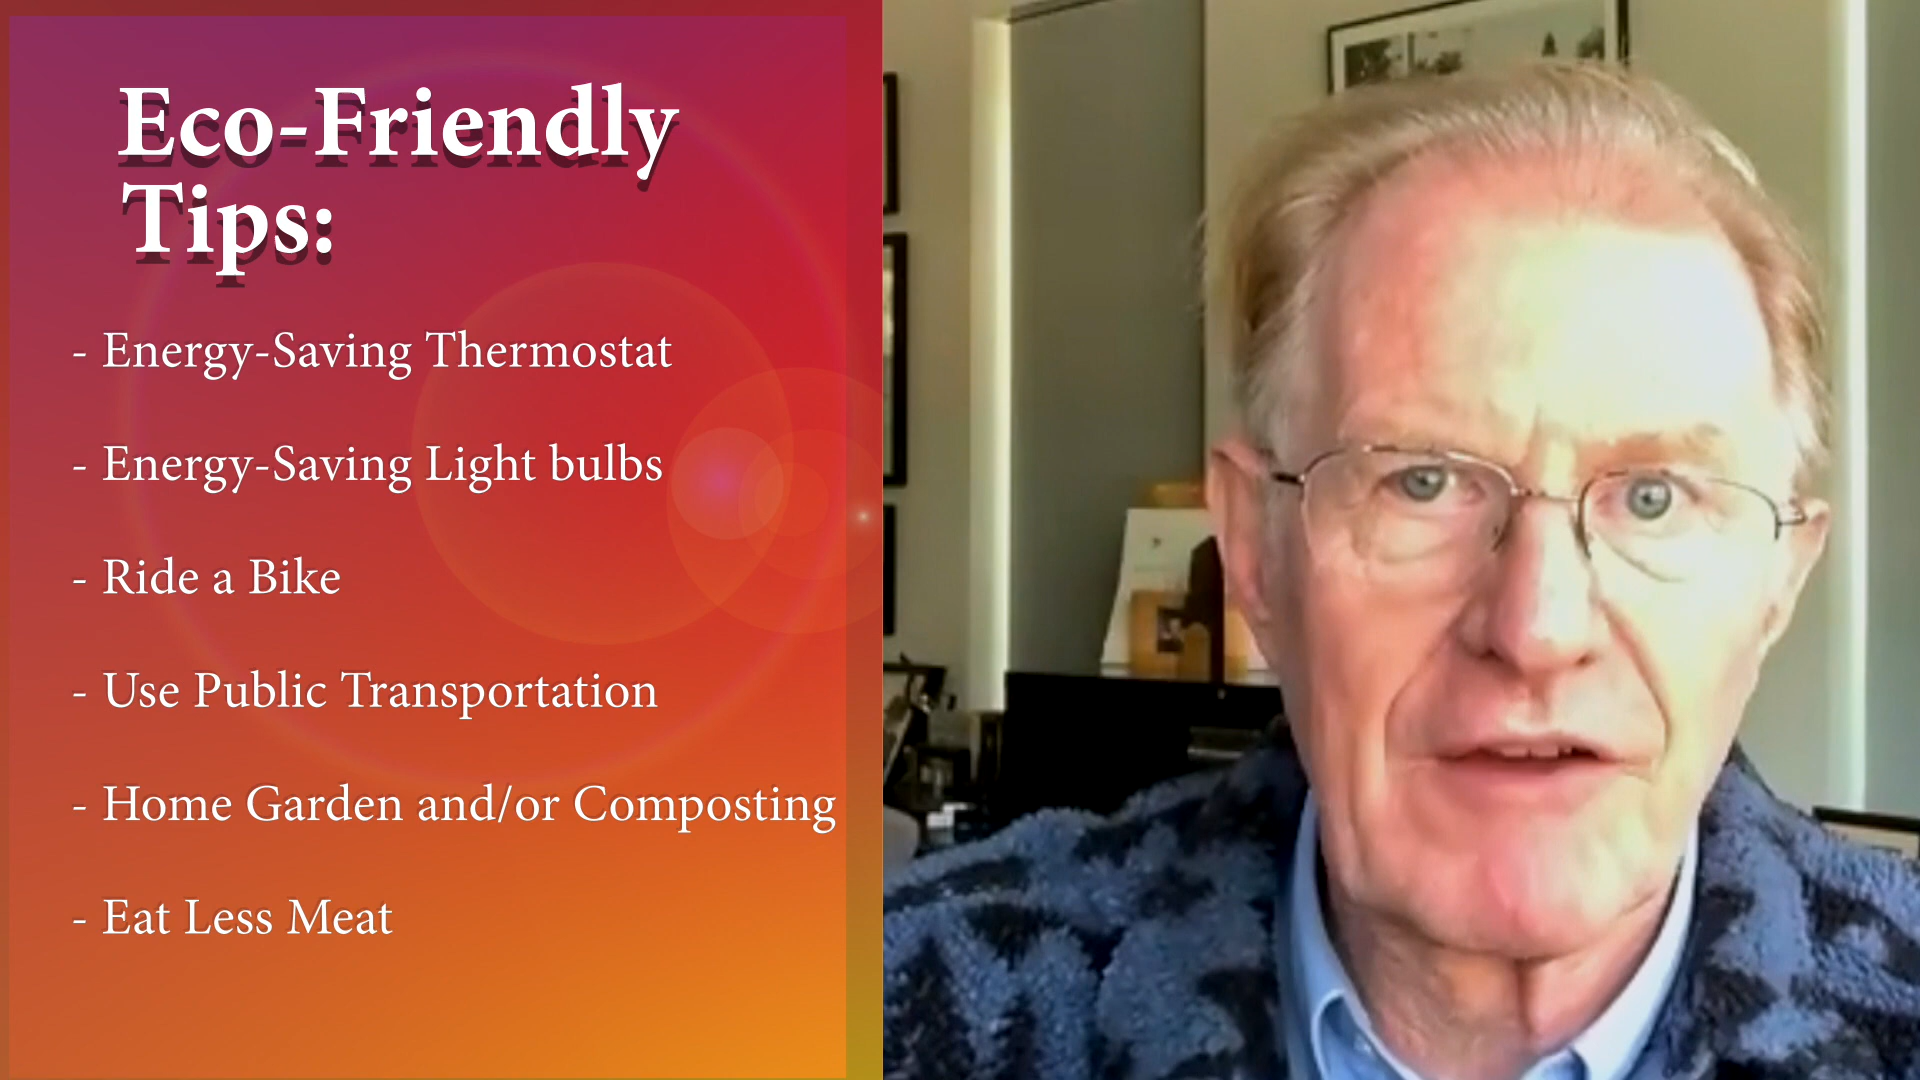 Eco-Friendly
Tips:
- Energy-Saving Thermostat
- Energy-Saving Light bulbs
- Ride a Bike
- Use Public Transportation
- Home Garden and/or Composting
- Eat Less Meat